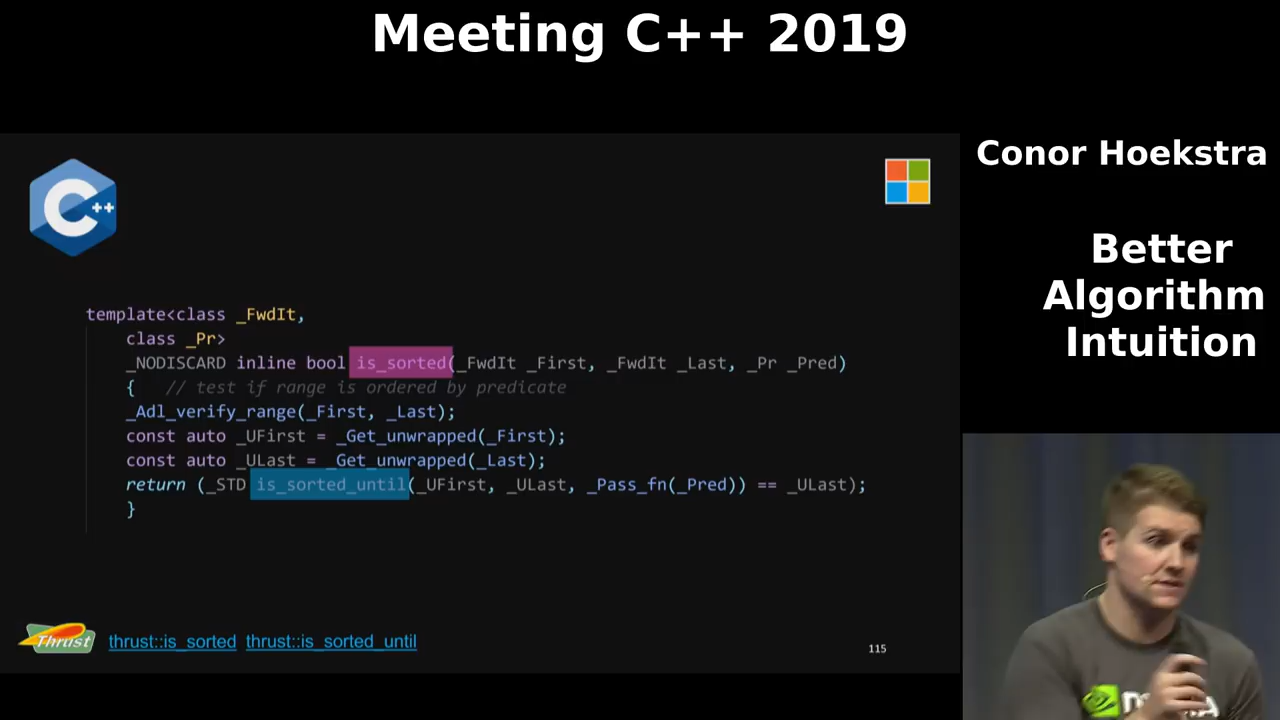 Meeting C++ 2019
Conor Hoekstra
Better
Algorithm
Intuition
C++
template<class _FwdIt,
class _Pr>
_NODISCARD inline bool is_sorted(_FwdIt _First, _FwdIt _Last, _Pr _Pred)
{ // test if range is ordered by predicate
_Adl_verify_range(_First, _Last);
const auto _UFirst = _Get_unwrapped(_First);
const auto _ULast = _Get_unwrapped(_Last);
return (_STD is_sorted_until(_UFirst, _ULast, _Pass_fn(_Pred)) == _ULast);
}
Thrust thrust::is_sorted thrust::is_sorted_until
115